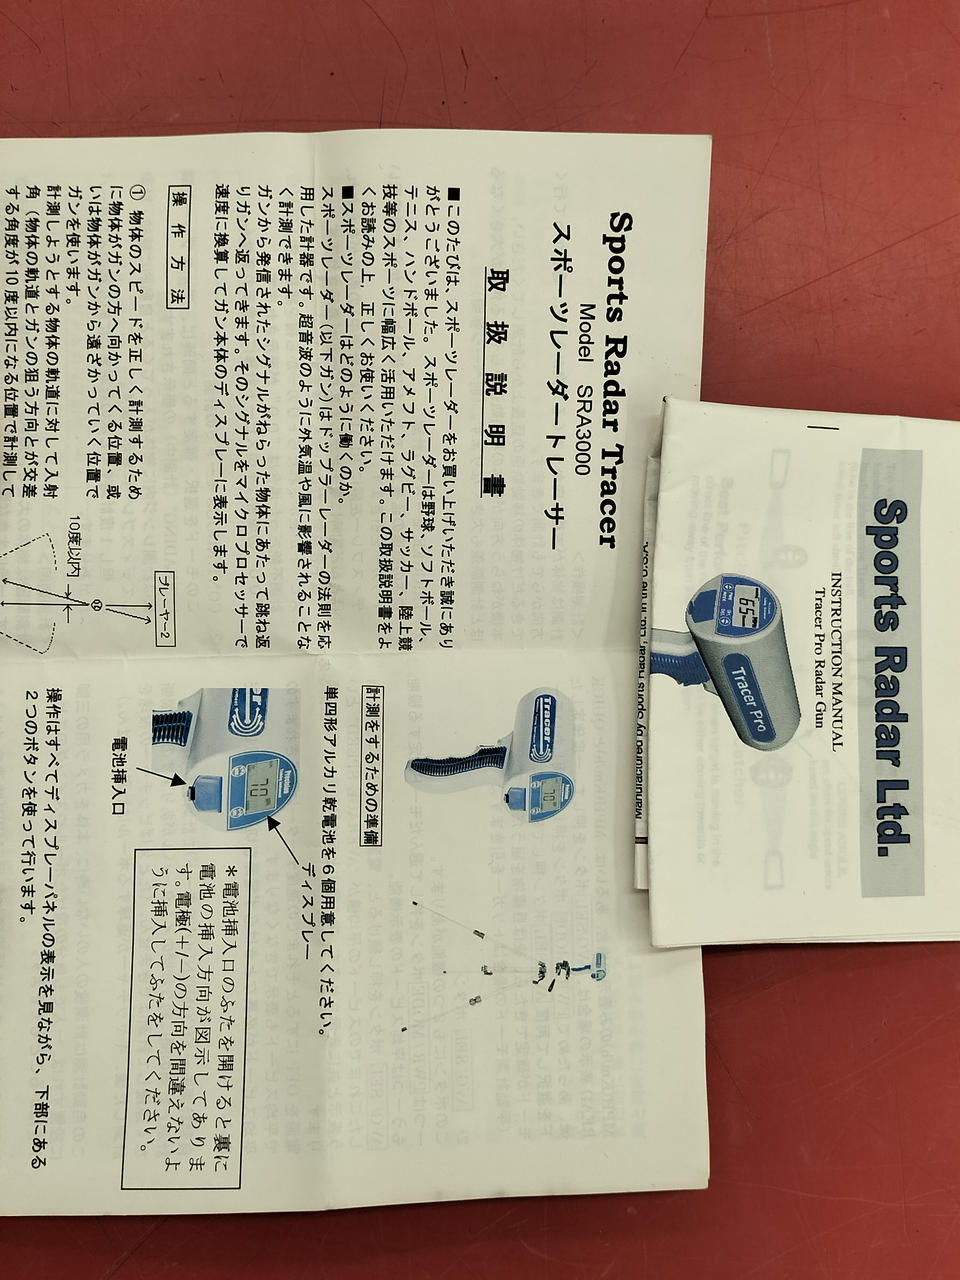 Sports Radar Tracer
Model SRA3000
スポーツレーダートレーサー
取扱説明書
■このたびは、スポーツレーダーをお買い上げいただき誠にあり
がとうございました。スポーツレーダーは野球、ソフトボール、
テニス、ハンドボール、アメフト、ラグビー、サッカー、陸上競
技等のスポーツに幅広く活用いただけます。この取扱説明書をよ
くお読みの上、正しくお使いください。
■スポーツレーダーはどのように働くのか。
スポーツレーダー(以下ガン)はドップラーレーダーの法則を応
用した計器です。超音波のように外気温や風に影響されることな
く計測できます。
ガンから発信されたシグナルがねらった物体にあたって跳ね返
りガンへ返ってきます。そのシグナルをマイクロプロセッサーで
速度に換算してガン本体のディスプレーに表示します。
操作方法
① 物体のスピードを正しく計測するため
に物体がガンの方へ向かってくる位置、或
いは物体がガンから遠ざかっていく位置で
ガンを使います。
計測しようとする物体の軌道に対して入射
角(物体の軌道とガンの狙う方向とが交差
する角度が10度以内になる位置で計測して
プレーヤー2
10度以内
計測をするための準備
Tracer
70
単四形アルカリ乾電池を6個用意してください。
ディスプレー
Precision
70
電池挿入口
＊電池挿入口のふたを開けると裏に
電池の挿入方向が図示してありま
す。電極(+/−)の方向を間違えないよ
うに挿入してふたをしてください。
操作はすべてディスプレーパネルの表示を見ながら、下部にある
2つのボタンを使って行います。
Sports Radar Ltd.
INSTRUCTION MANUAL
Tracer Pro Radar Gun
65
Tracer Pro
Manufactured by Sports Radar, Ltd. in the U.S.A.